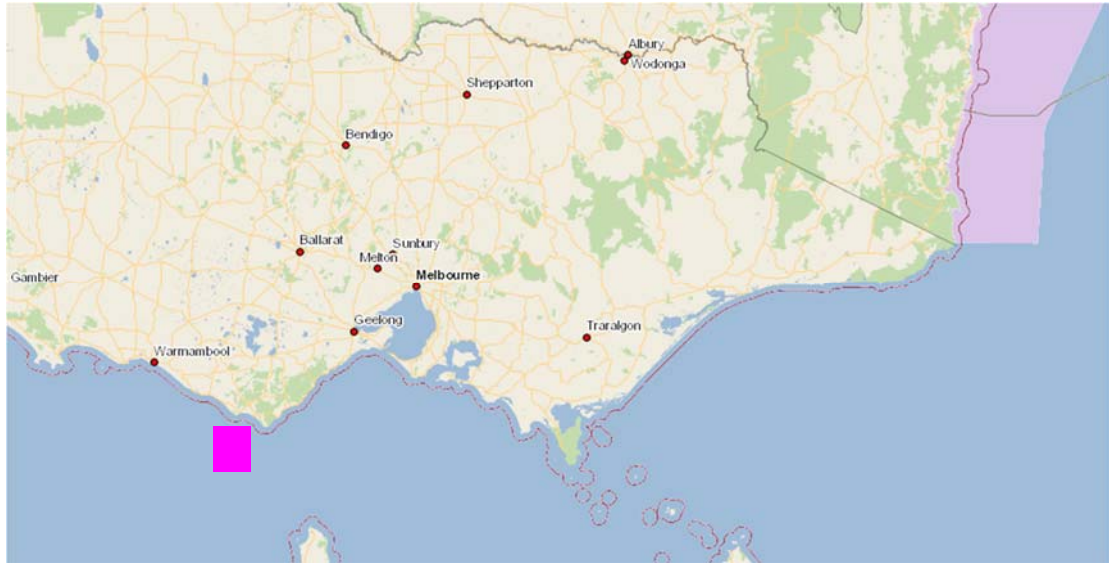 Albury
Wodonga
Shepparton
Bendigo
Ballarat
Sunbury
Melton
Gambier
Melbourne
Geelong
Traralgon
Warrnambool